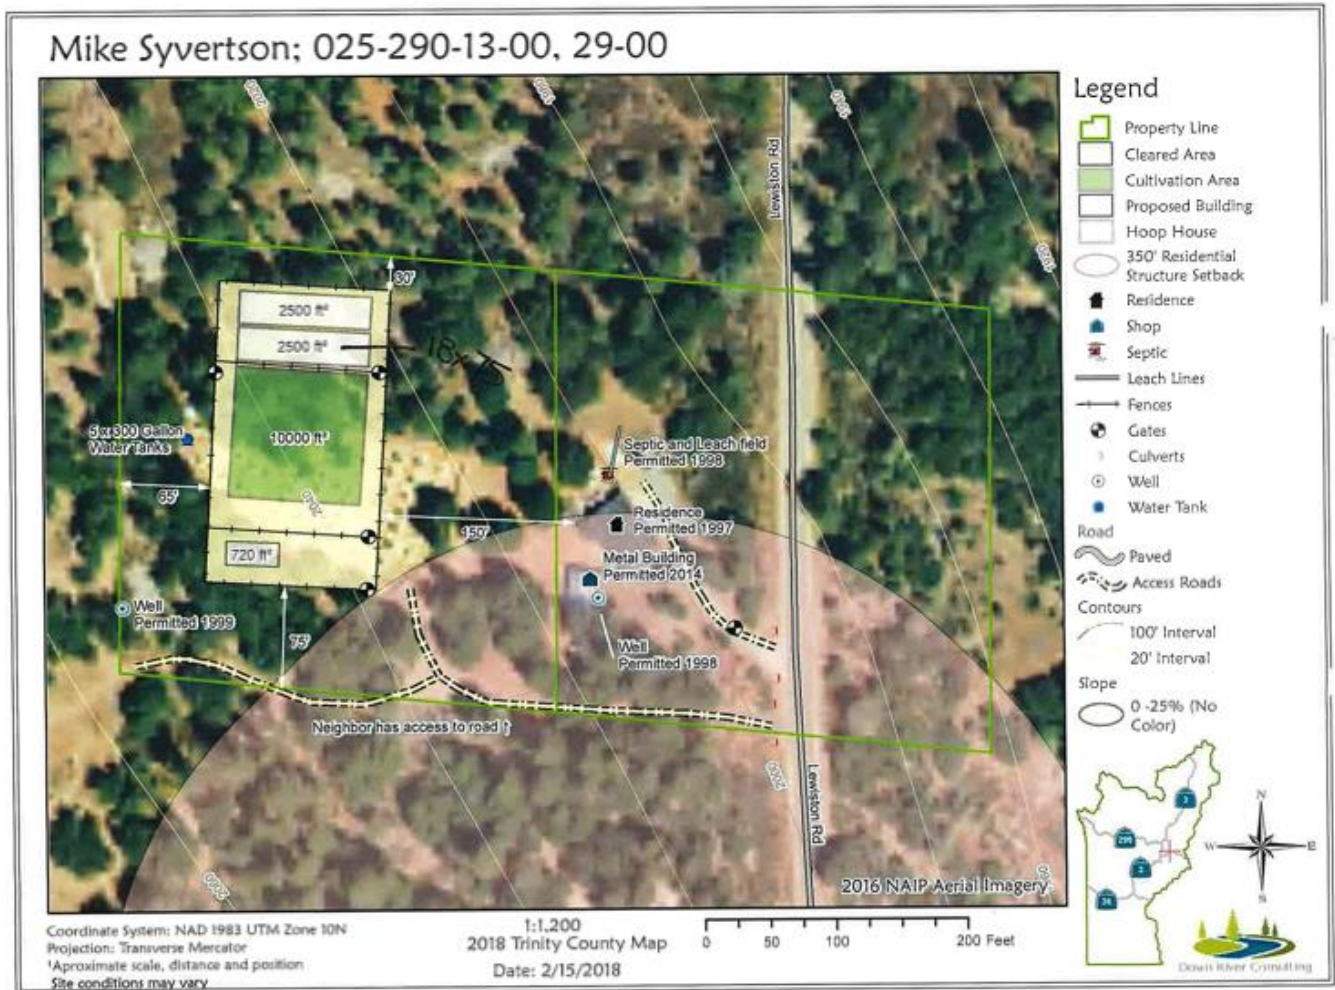 Mike Syvertson; 025-290-13-00, 29-00
Lewiston Rd
30'
2500 ft²
2500 ft²
18x75
10000 ft²
5 x 300 Gallon
Water Tanks
65'
150'
Septic and Leach field
Permitted 1998
Residence
Permitted 1997
Metal Building
Permitted 2014
720 ft²
Well
Permitted 1999
75'
Well
Permitted 1998
Neighbor has access to road ↑
2000
Lewiston Rd
2016 NAIP Aerial Imagery
Legend
Property Line
Cleared Area
Cultivation Area
Proposed Building
Hoop House
350' Residential
Structure Setback
Residence
Shop
Septic
Leach Lines
Fences
Gates
Culverts
Well
Water Tank
Road
Paved
Access Roads
Contours
100' Interval
20' Interval
Slope
0 -25% (No
Color)
3
299
3
36
N
W
E
S
Down River Consulting
Coordinate System: NAD 1983 UTM Zone 10N
Projection: Transverse Mercator
¹Aproximate scale, distance and position
Site conditions may vary
1:1,200
2018 Trinity County Map
Date: 2/15/2018
0 50 100 200 Feet